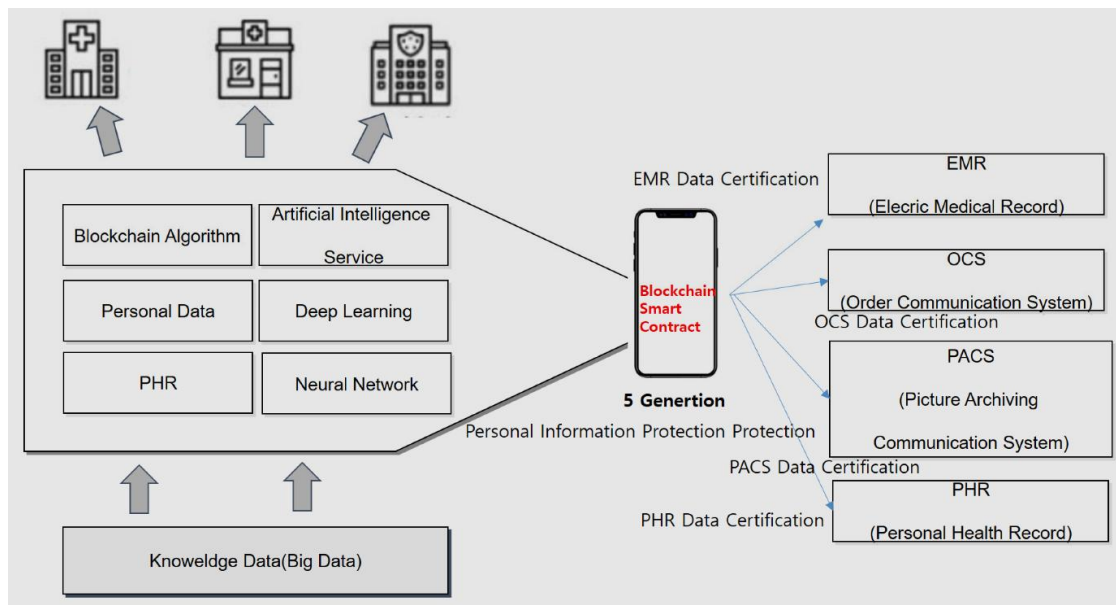 EMR Data Certification
EMR
(Elecric Medical Record)
Blockchain Algorithm
Artificial Intelligence
Service
OCS
(Order Communication System)
OCS Data Certification
Personal Data
Deep Learning
Blockchain
Smart
Contract
PACS
(Picture Archiving
Communication System)
PHR
Neural Network
5 Genertion
Personal Information Protection Protection
PACS Data Certification
PHR
(Personal Health Record)
PHR Data Certification
Knoweldge Data(Big Data)